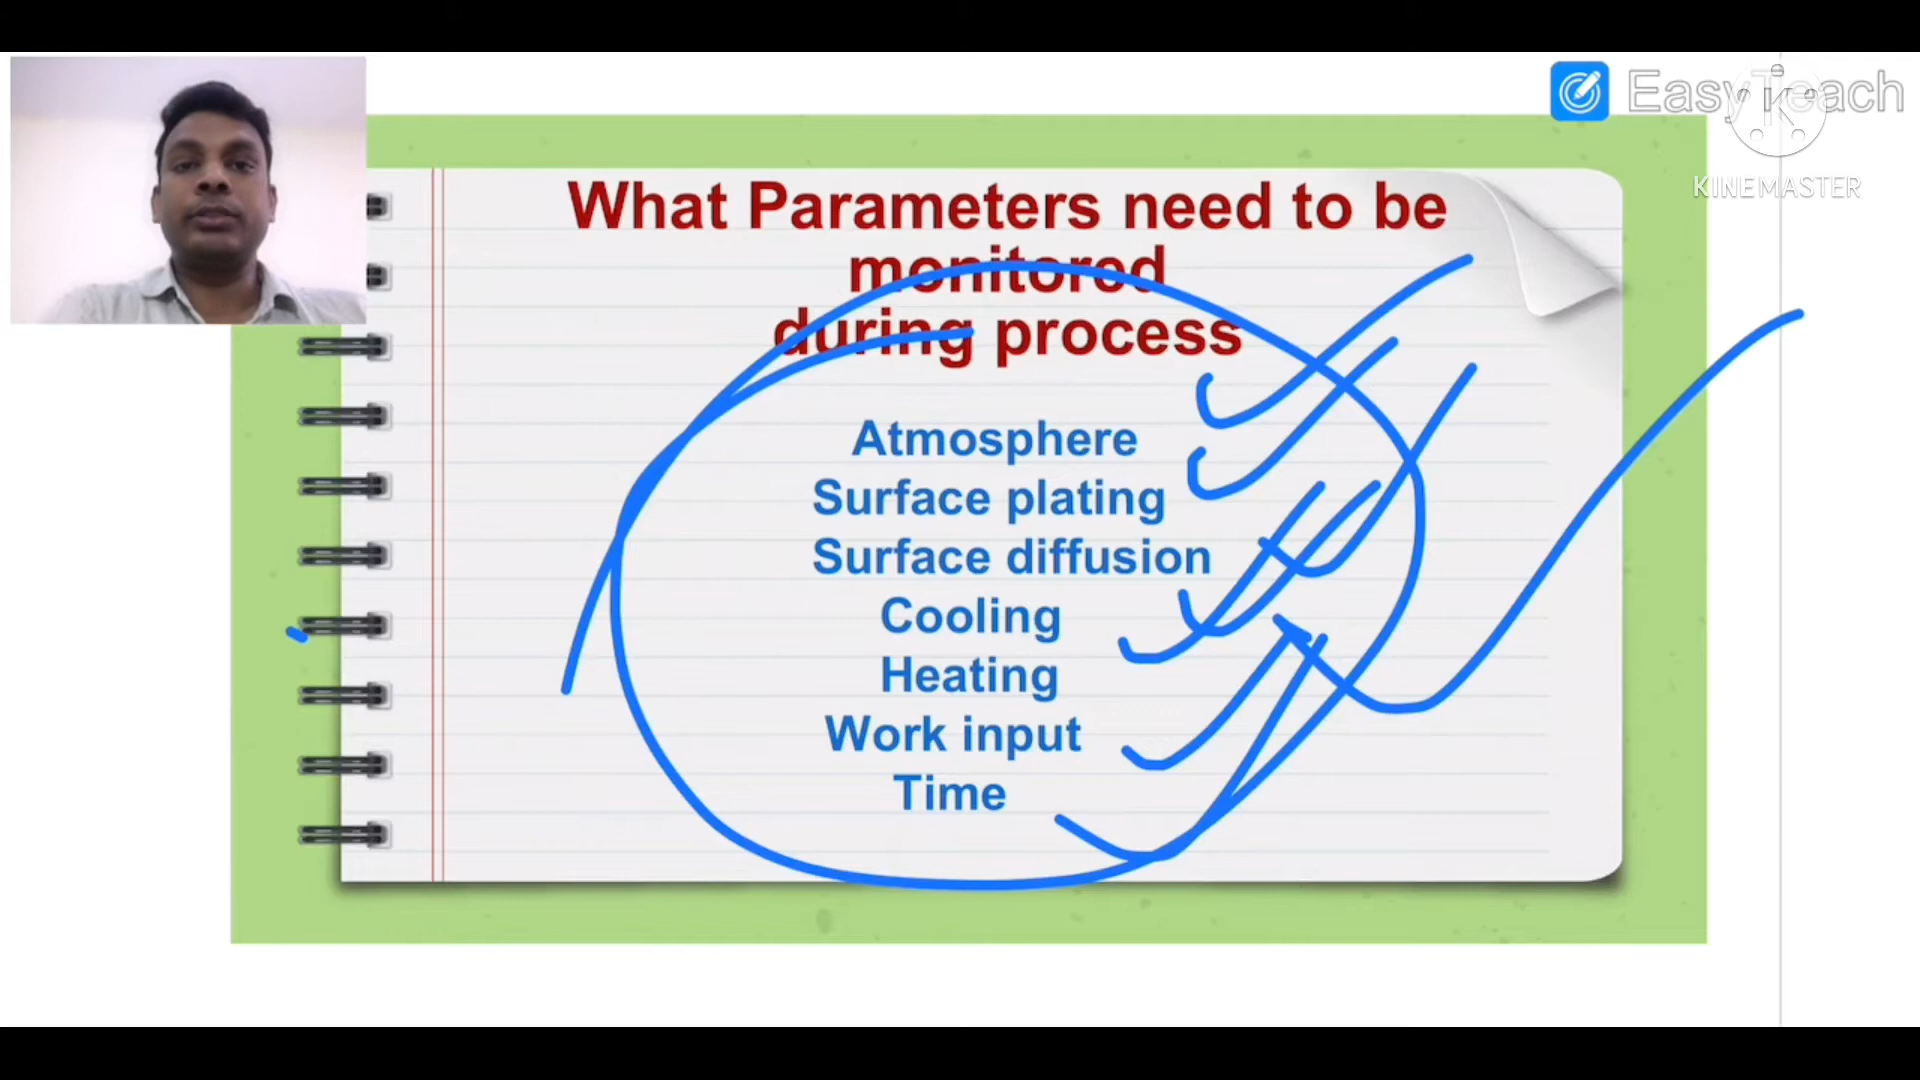 EasyTeach
KINEMASTER
What Parameters need to be
monitored
during process
Atmosphere
Surface plating
Surface diffusion
Cooling
Heating
Work input
Time